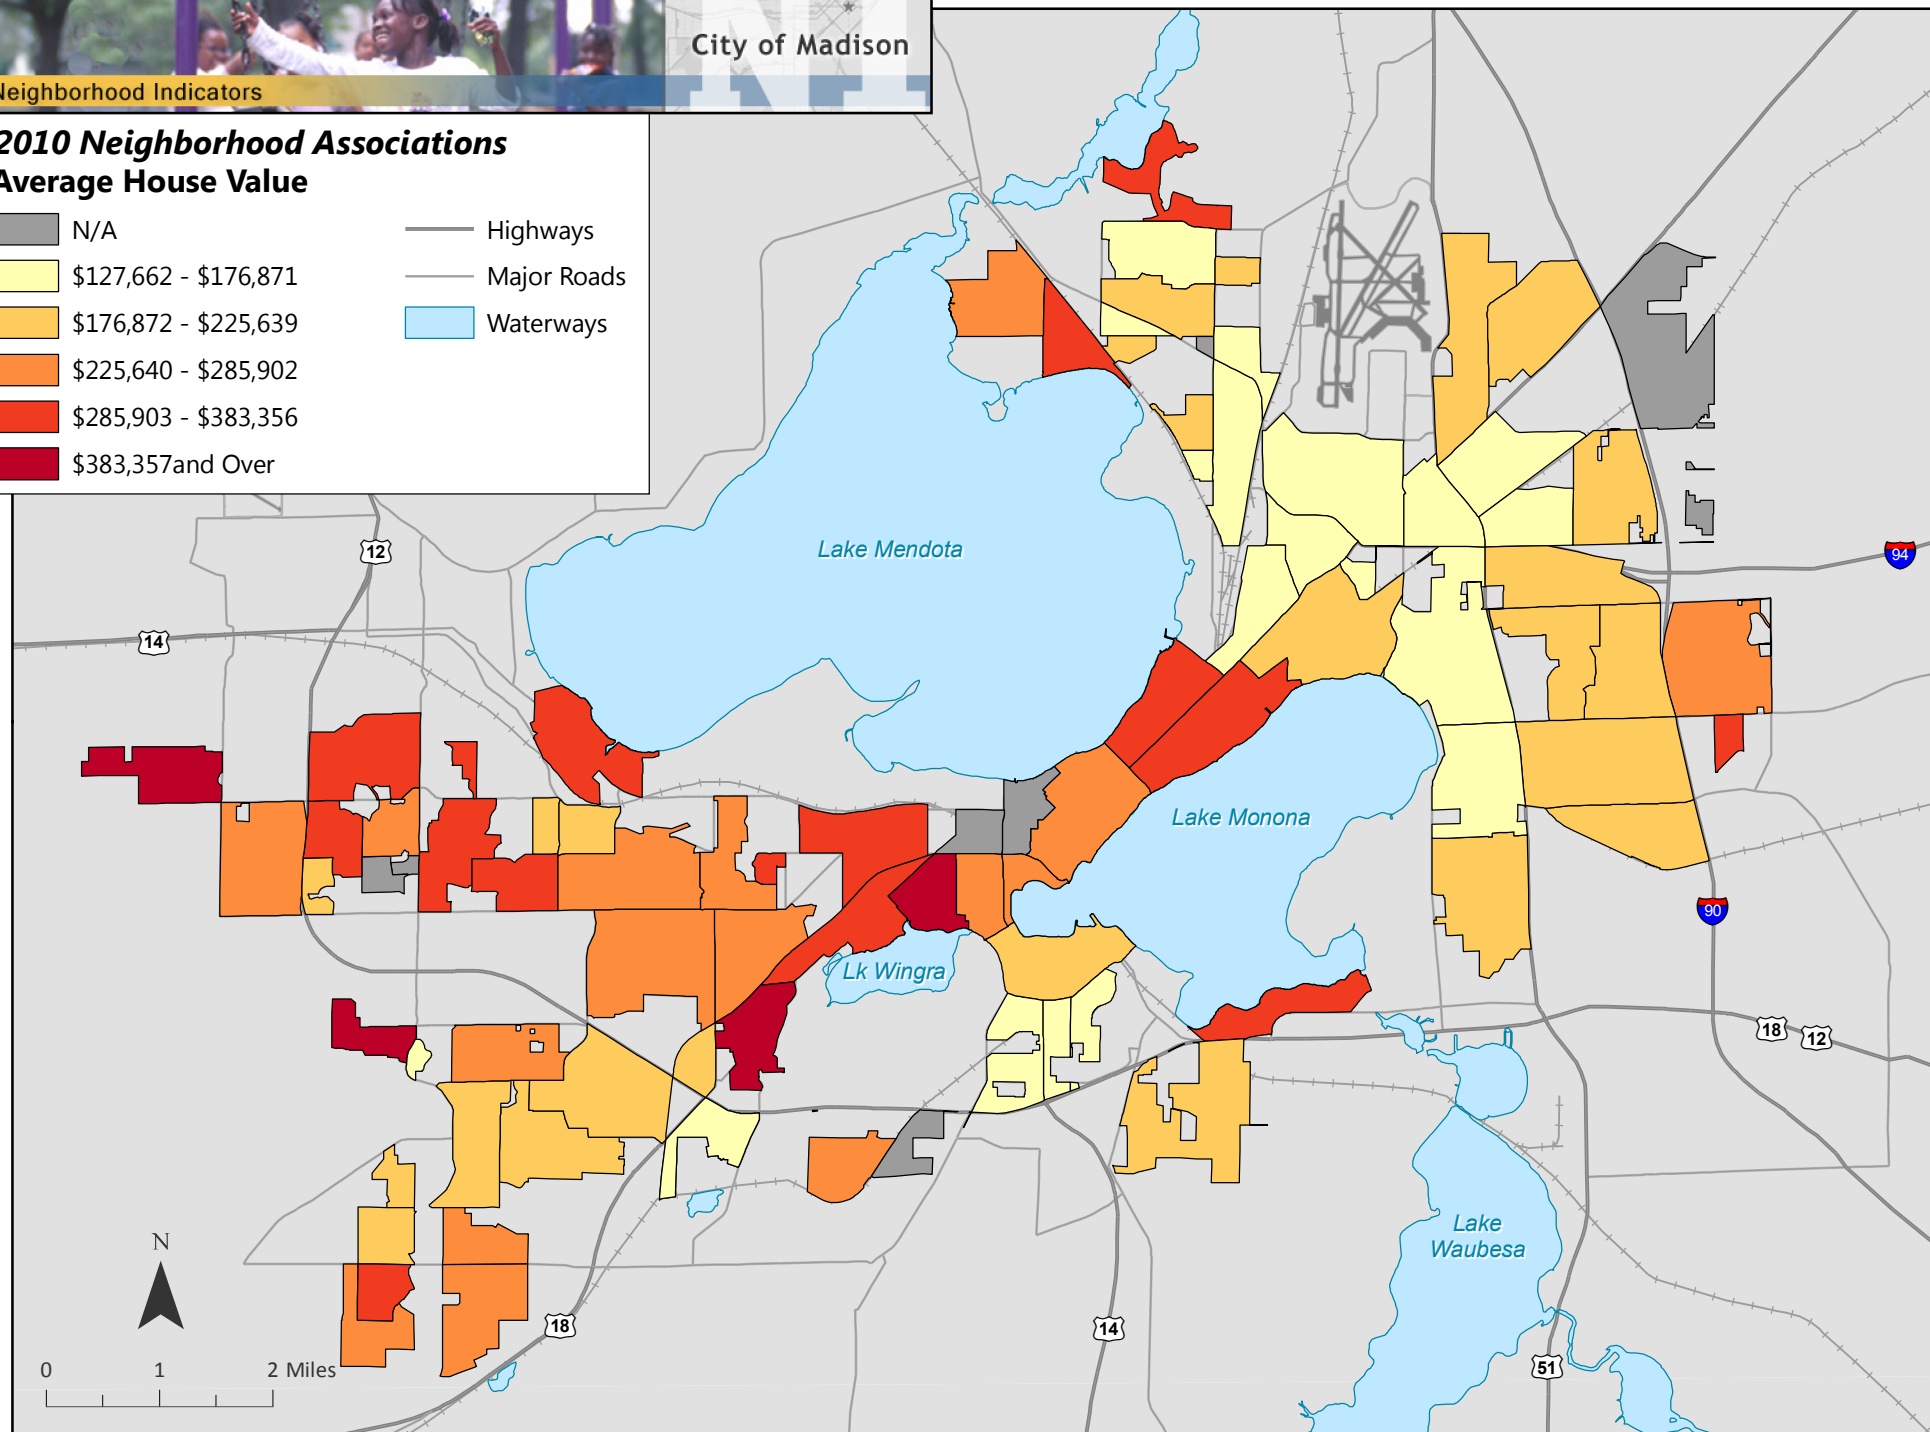 City of Madison
Neighborhood Indicators
2010 Neighborhood Associations
Average House Value
N/A
$127,662 - $176,871
$176,872 - $225,639
$225,640 - $285,902
$285,903 - $383,356
$383,357and Over
Highways
Major Roads
Waterways
12
Lake Mendota
94
14
Lake Monona
90
Lk Wingra
18
12
Lake
Waubesa
N
18
14
51
0 1 2 Miles